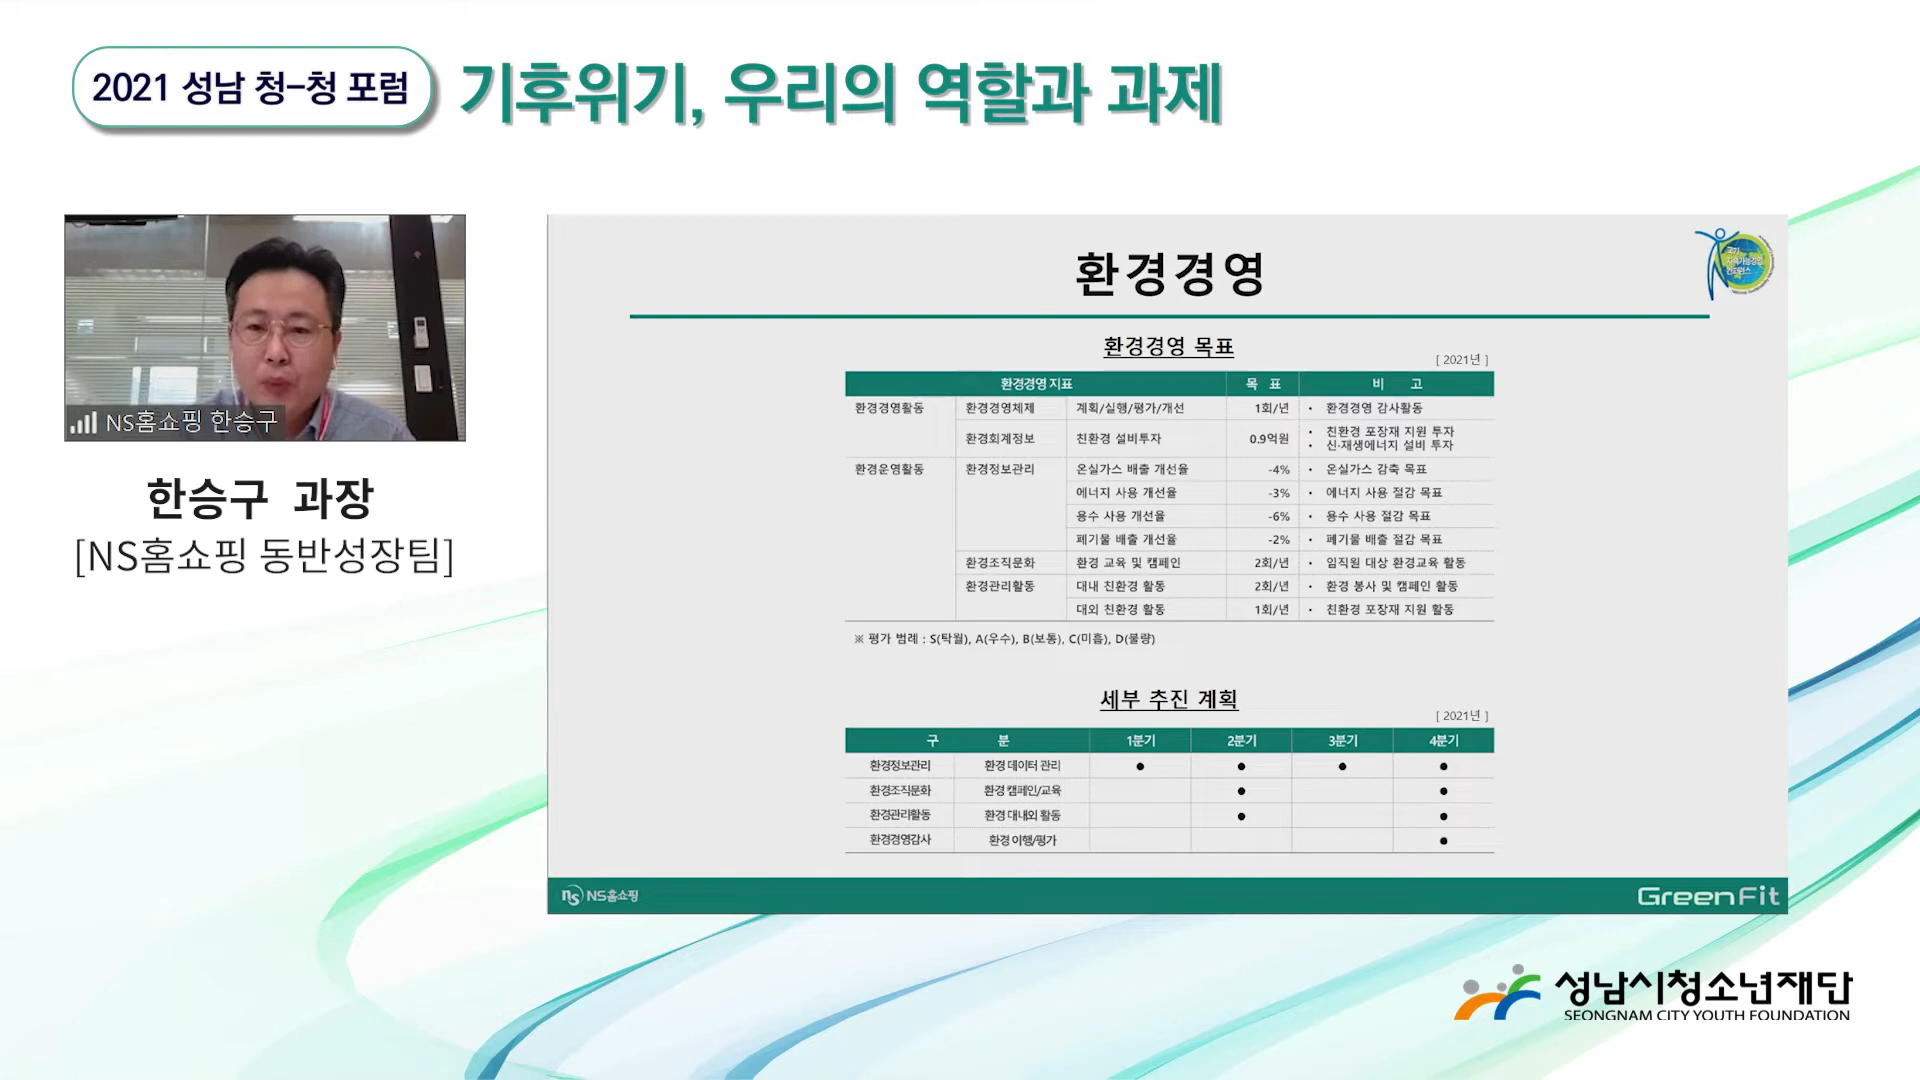 2021 성남 청-청 포럼 기후위기, 우리의 역할과 과제
NS홈쇼핑 한승구
한승구 과장
[NS홈쇼핑 동반성장팀]
환경경영
환경경영 목표
[ 2021년 ]
환경경영 지표 목 표 비 고
환경경영활동 환경경영체제 계획/실행/평가/개선 1회/년 • 환경경영 감사활동
환경회계정보 친환경 설비투자 0.9억원 • 친환경 포장재 지원 투자
• 신·재생에너지 설비 투자
환경운영활동 환경정보관리 온실가스 배출 개선율 -4% • 온실가스 감축 목표
에너지 사용 개선율 -3% • 에너지 사용 절감 목표
용수 사용 개선율 -6% • 용수 사용 절감 목표
폐기물 배출 개선율 -2% • 폐기물 배출 절감 목표
환경조직문화 환경 교육 및 캠페인 2회/년 • 임직원 대상 환경교육 활동
환경관리활동 대내 친환경 활동 2회/년 • 환경 봉사 및 캠페인 활동
대외 친환경 활동 1회/년 • 친환경 포장재 지원 활동
※ 평가 범례 : S(탁월), A(우수), B(보통), C(미흡), D(불량)
세부 추진 계획
[ 2021년 ]
구 분 1분기 2분기 3분기 4분기
환경정보관리 환경 데이터 관리 ● ● ● ●
환경조직문화 환경 캠페인/교육 ● ●
환경관리활동 환경 대내외 활동 ● ●
환경경영감사 환경 이행/평가 ●
ns NS홈쇼핑
GreenFit
성남시청소년재단
SEONGNAM CITY YOUTH FOUNDATION